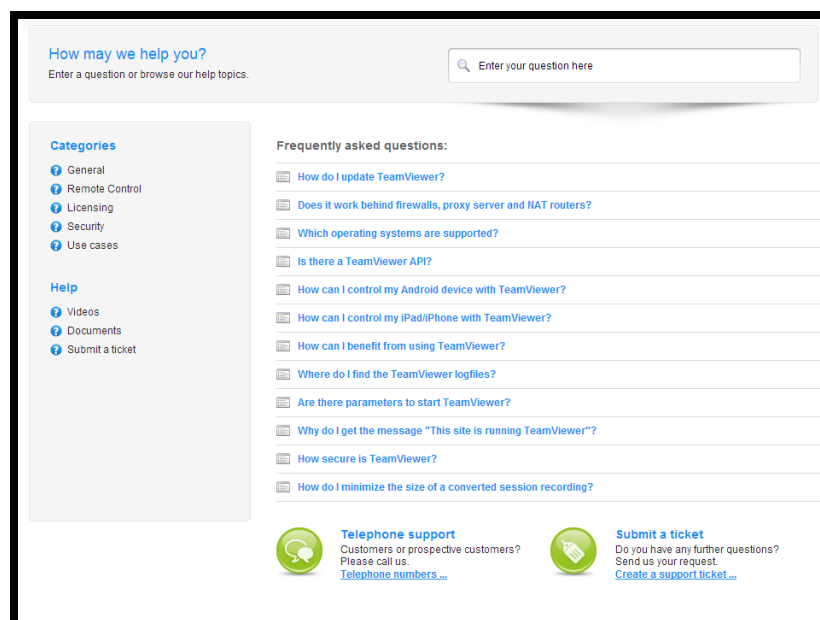 How may we help you?
Enter a question or browse our help topics.
Enter your question here
Categories
General
Remote Control
Licensing
Security
Use cases
Help
Videos
Documents
Submit a ticket
Frequently asked questions:
How do I update TeamViewer?
Does it work behind firewalls, proxy server and NAT routers?
Which operating systems are supported?
Is there a TeamViewer API?
How can I control my Android device with TeamViewer?
How can I control my iPad/iPhone with TeamViewer?
How can I benefit from using TeamViewer?
Where do I find the TeamViewer logfiles?
Are there parameters to start TeamViewer?
Why do I get the message "This site is running TeamViewer"?
How secure is TeamViewer?
How do I minimize the size of a converted session recording?
Telephone support
Customers or prospective customers?
Please call us.
Telephone numbers ...
Submit a ticket
Do you have any further questions?
Send us your request.
Create a support ticket ...